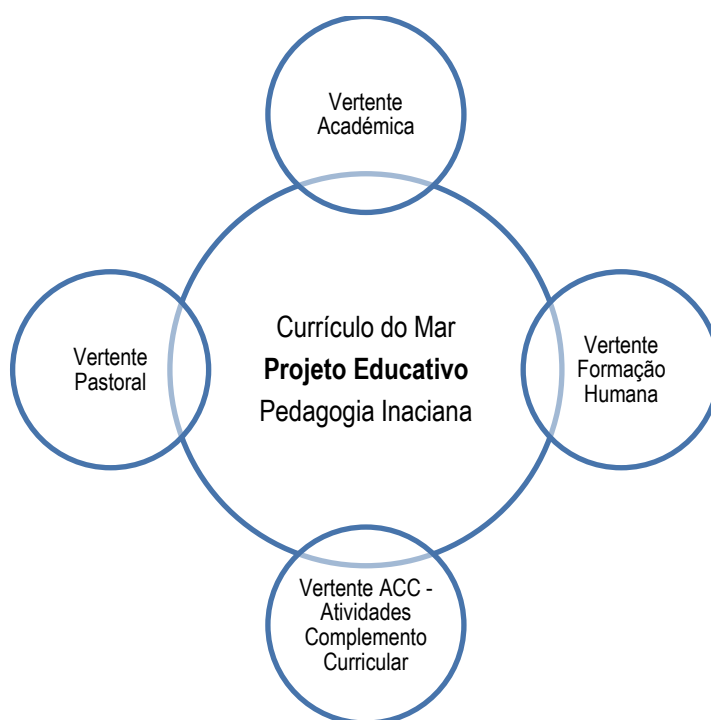 Vertente
Académica
Currículo do Mar
Projeto Educativo
Pedagogia Inaciana
Vertente
Pastoral
Vertente
Formação
Humana
Vertente ACC -
Atividades
Complemento
Curricular